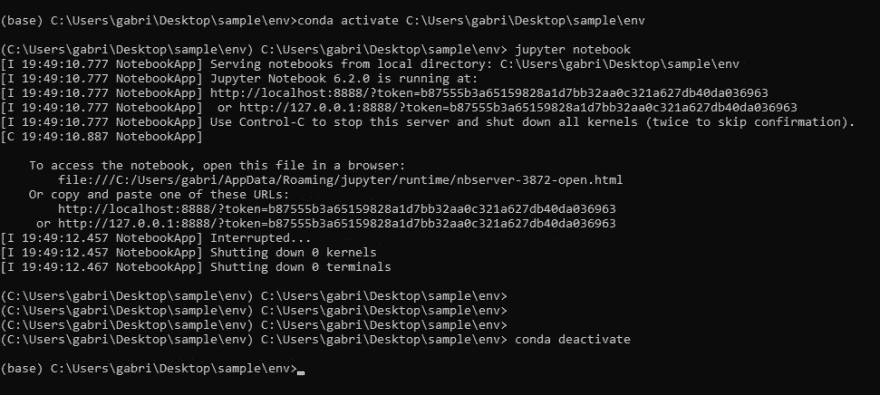 (base) C:\Users\gabri\Desktop\sample\env>conda activate C:\Users\gabri\Desktop\sample\env
(C:\Users\gabri\Desktop\sample\env) C:\Users\gabri\Desktop\sample\env> jupyter notebook
[I 19:49:10.777 NotebookApp] Serving notebooks from local directory: C:\Users\gabri\Desktop\sample\env
[I 19:49:10.777 NotebookApp] Jupyter Notebook 6.2.0 is running at:
[I 19:49:10.777 NotebookApp] http://localhost:8888/?token=b87555b3a65159828a1d7bb32aa0c321a627db40da036963
[I 19:49:10.777 NotebookApp]  or http://127.0.0.1:8888/?token=b87555b3a65159828a1d7bb32aa0c321a627db40da036963
[I 19:49:10.777 NotebookApp] Use Control-C to stop this server and shut down all kernels (twice to skip confirmation).
[C 19:49:10.887 NotebookApp]
To access the notebook, open this file in a browser:
file:///C:/Users/gabri/AppData/Roaming/jupyter/runtime/nbserver-3872-open.html
Or copy and paste one of these URLs:
http://localhost:8888/?token=b87555b3a65159828a1d7bb32aa0c321a627db40da036963
or http://127.0.0.1:8888/?token=b87555b3a65159828a1d7bb32aa0c321a627db40da036963
[I 19:49:12.457 NotebookApp] Interrupted...
[I 19:49:12.457 NotebookApp] Shutting down 0 kernels
[I 19:49:12.467 NotebookApp] Shutting down 0 terminals
(C:\Users\gabri\Desktop\sample\env) C:\Users\gabri\Desktop\sample\env>
(C:\Users\gabri\Desktop\sample\env) C:\Users\gabri\Desktop\sample\env>
(C:\Users\gabri\Desktop\sample\env) C:\Users\gabri\Desktop\sample\env>
(C:\Users\gabri\Desktop\sample\env) C:\Users\gabri\Desktop\sample\env> conda deactivate
(base) C:\Users\gabri\Desktop\sample\env>